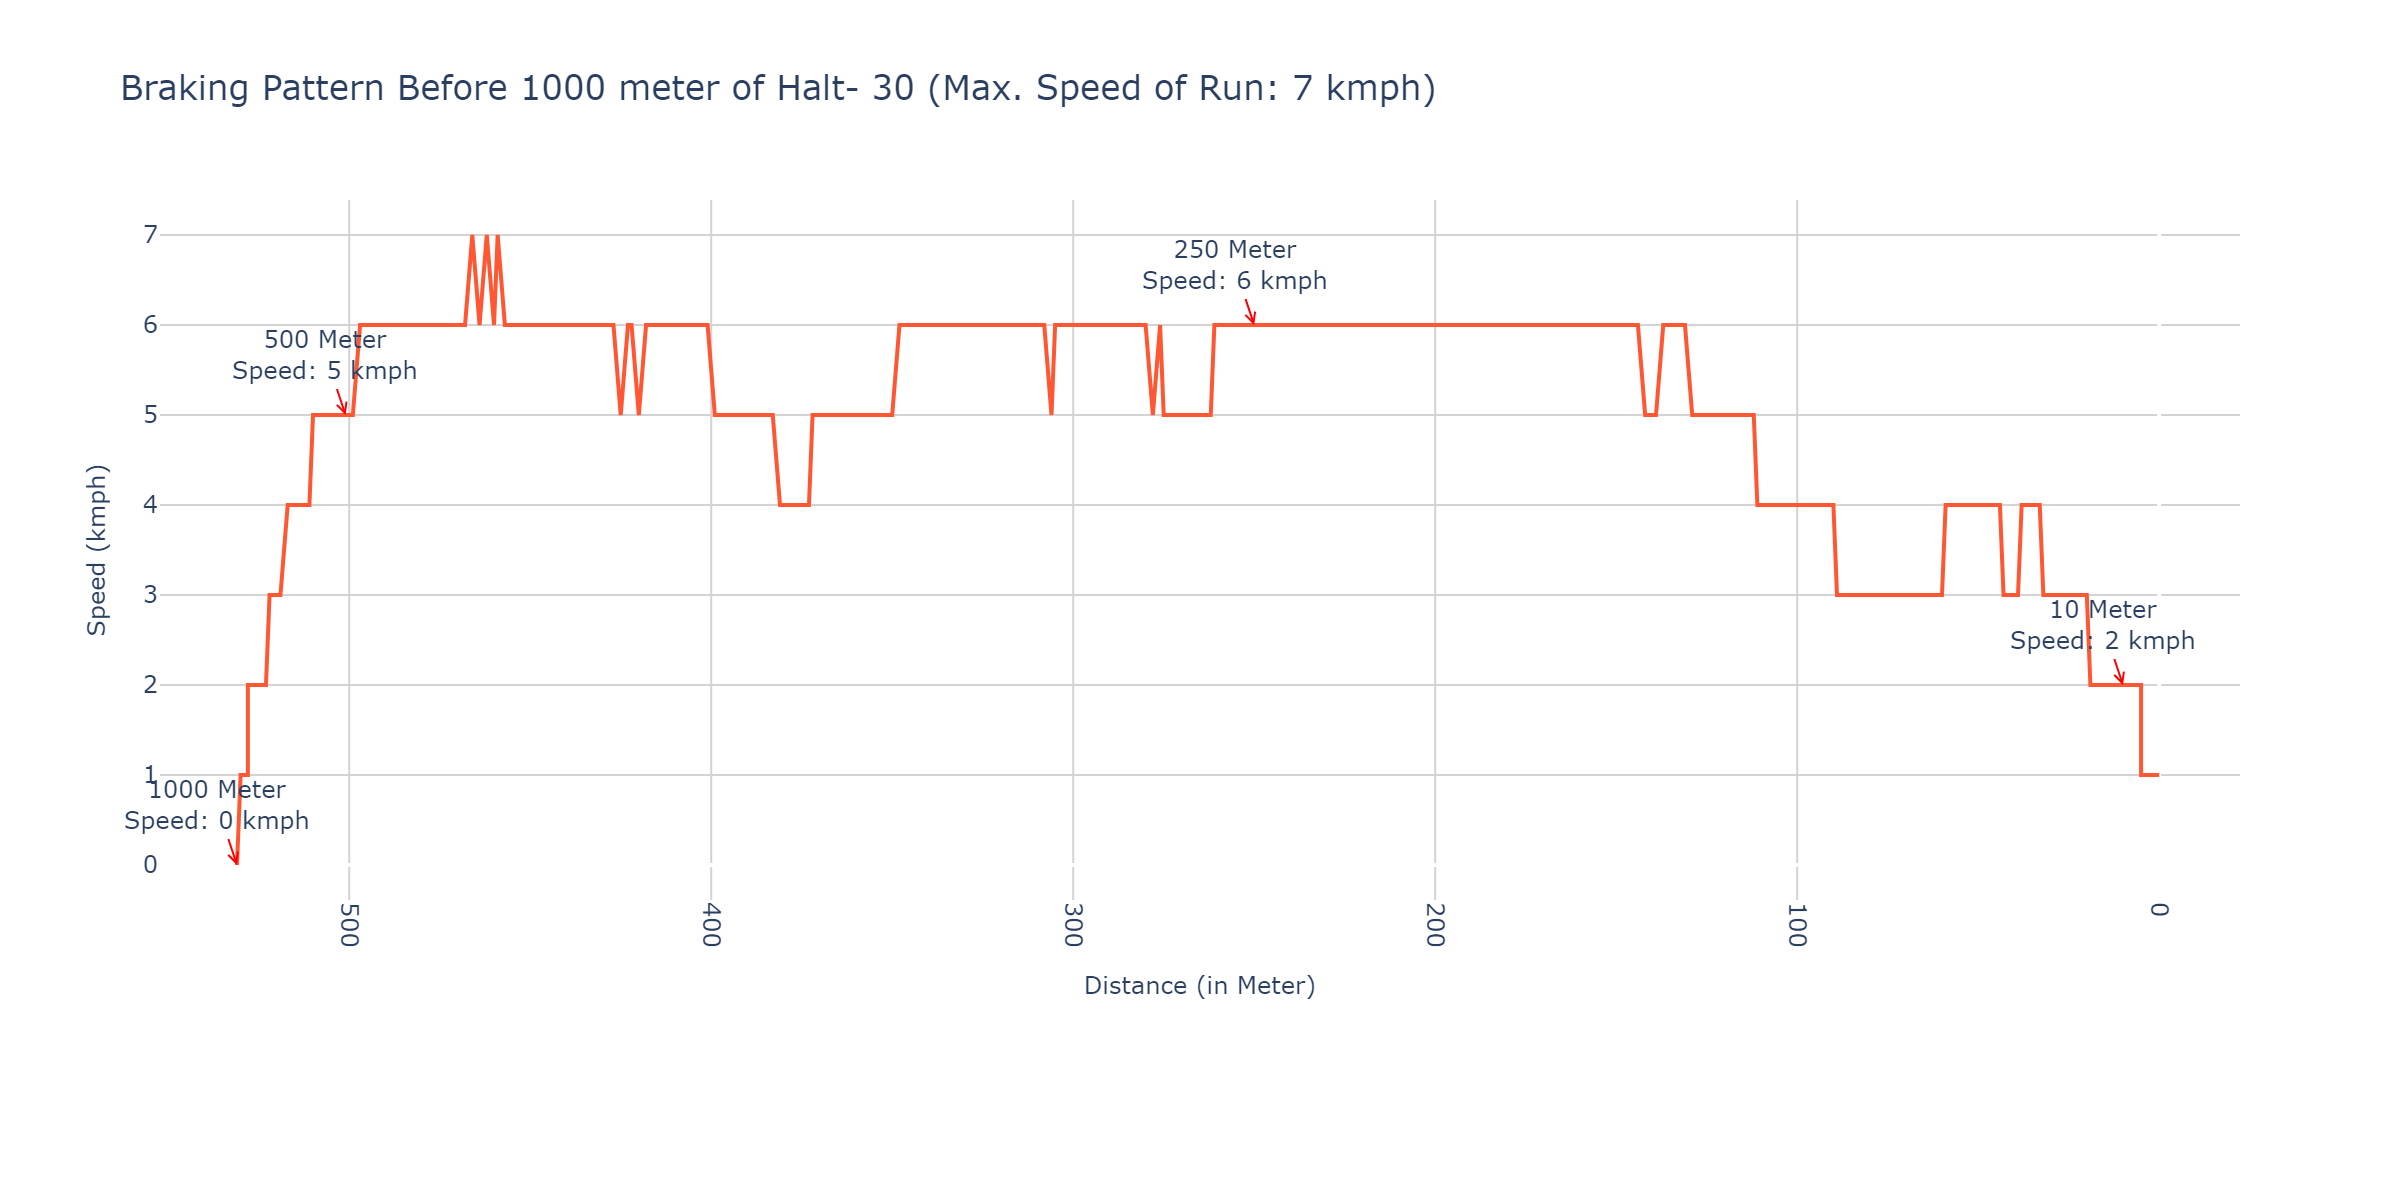 Braking Pattern Before 1000 meter of Halt- 30 (Max. Speed of Run: 7 kmph)
7
250 Meter
Speed: 6 kmph
6
500 Meter
Speed: 5 kmph
5
4
Speed (kmph)
3
10 Meter
Speed: 2 kmph
2
1
1000 Meter
Speed: 0 kmph
0
500
400
300
200
100
0
Distance (in Meter)